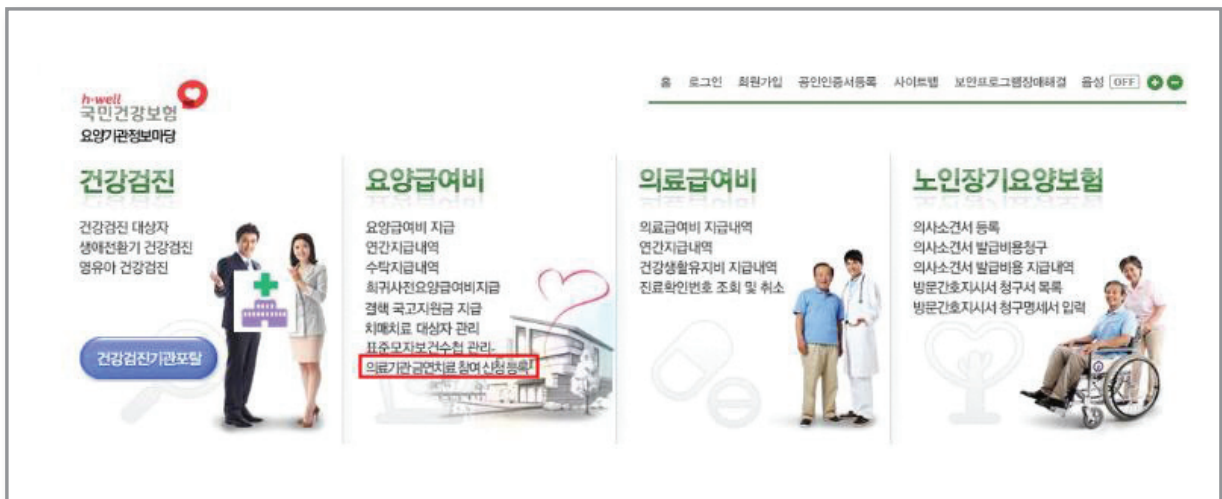 홈 로그인 회원가입 공인인증서등록 사이트맵 보안프로그램장애해결 음성 OFF
h-well
국민건강보험
요양기관정보마당
건강검진
건강검진 대상자
생애전환기 건강검진
영유아 건강검진
건강검진기관포탈
요양급여비
요양급여비 지급
연간지급내역
수탁지급내역
희귀사전요양급여비지급
결핵 국고지원금 지급
치매치료 대상자 관리
표준모자보건수첩 관리
의료기관 금연치료 참여 신청 등록
의료급여비
의료급여비 지급내역
연간지급내역
건강생활유지비 지급내역
진료확인번호 조회 및 취소
노인장기요양보험
의사소견서 등록
의사소견서 발급비용청구
의사소견서 발급비용 지급내역
방문간호지시서 청구서 목록
방문간호지시서 청구명세서 입력